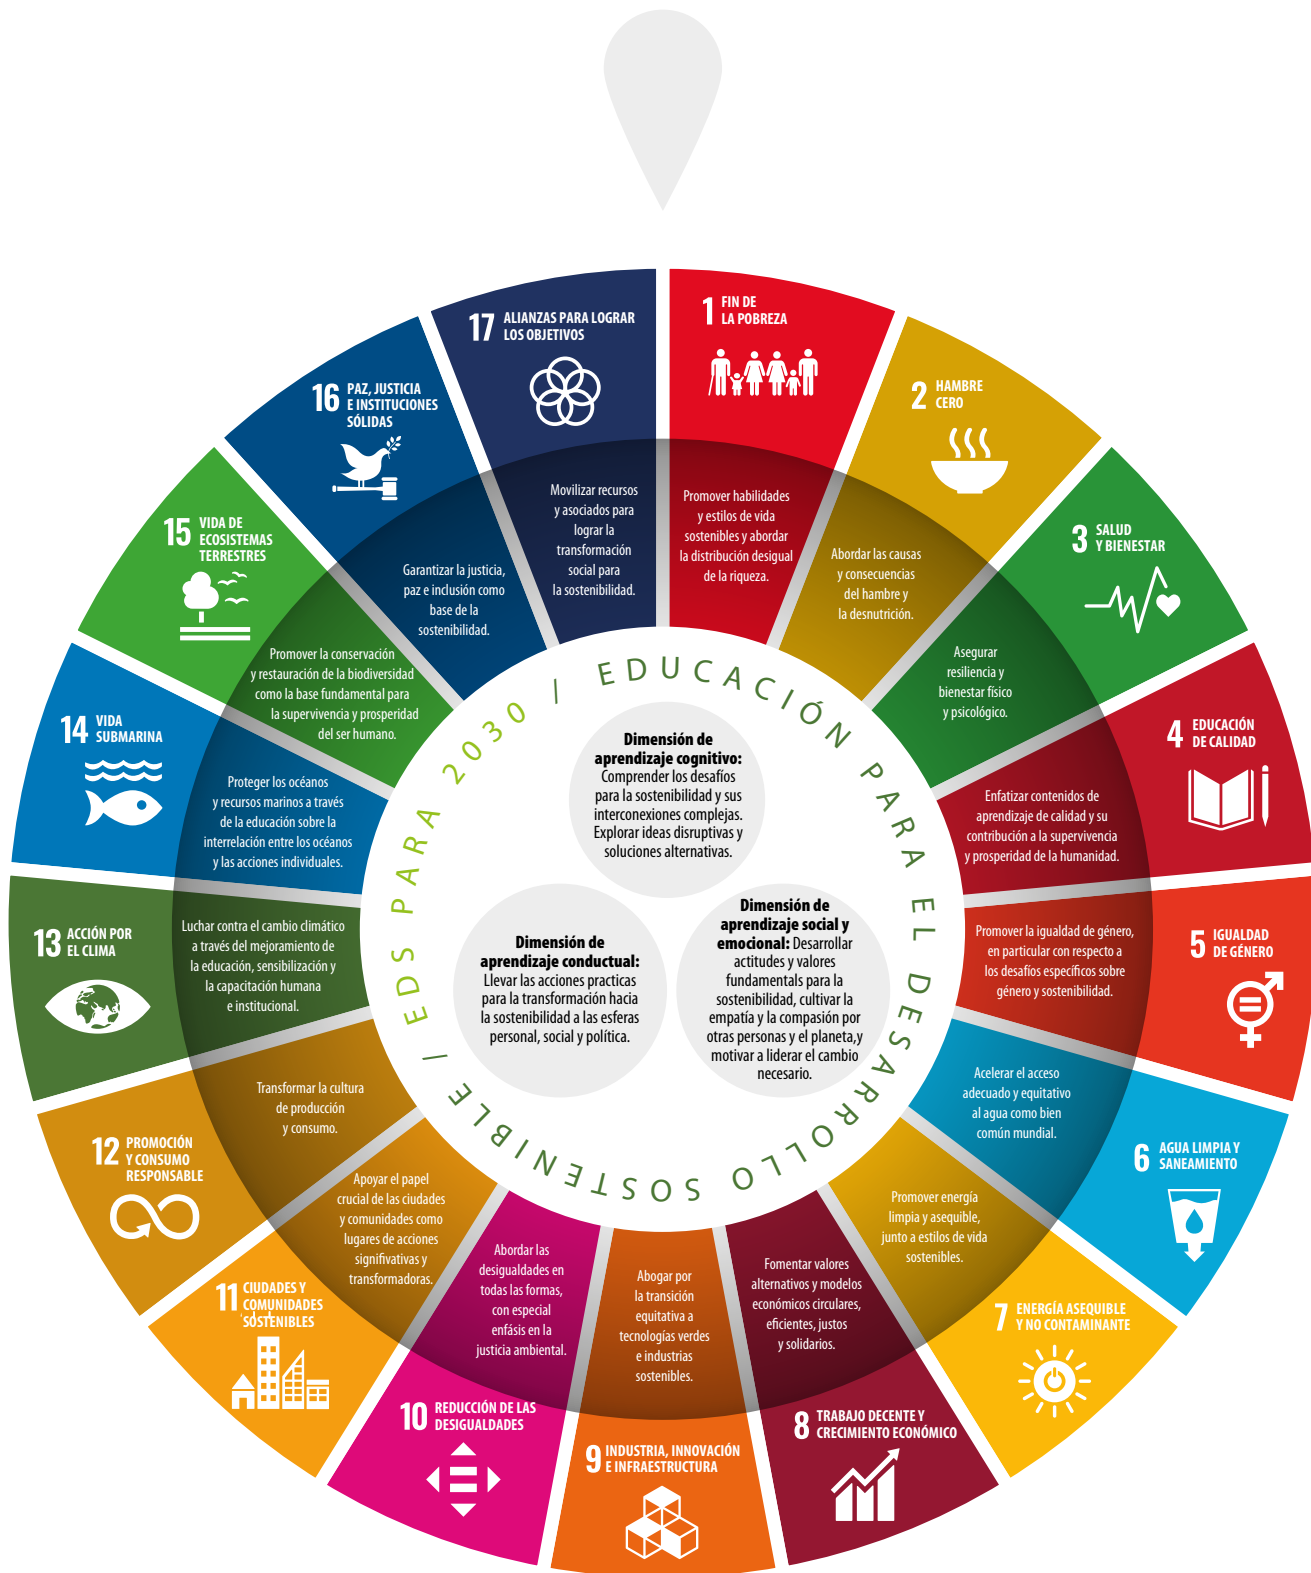 1 FIN DE
LA POBREZA
Promover habilidades
y estilos de vida
sostenibles y abordar
la distribución desigual
de la riqueza.
2 HAMBRE
CERO
Abordar las causas
y consecuencias
del hambre y
la desnutrición.
3 SALUD
Y BIENESTAR
Asegurar
resiliencia y
bienestar físico
y psicológico.
4 EDUCACIÓN
DE CALIDAD
Enfatizar contenidos de
aprendizaje de calidad y su
contribución a la supervivencia
y prosperidad de la humanidad.
5 IGUALDAD
DE GÉNERO
Promover la igualdad de género,
en particular con respecto a
los desafíos específicos sobre
género y sostenibilidad.
6 AGUA LIMPIA Y
SANEAMIENTO
Acelerar el acceso
adecuado y equitativo
al agua como bien
común mundial.
7 ENERGÍA ASEQUIBLE
Y NO CONTAMINANTE
Promover energía
limpia y asequible,
junto a estilos de vida
sostenibles.
8 TRABAJO DECENTE Y
CRECIMIENTO ECONÓMICO
Fomentar valores
alternativos y modelos
económicos circulares,
eficientes, justos
y solidarios.
9 INDUSTRIA, INNOVACIÓN
E INFRAESTRUCTURA
Abogar por
la transición
equitativa a
tecnologías verdes
e industrias
sostenibles.
10 REDUCCIÓN DE LAS
DESIGUALDADES
Abordar las
desigualdades en
todas las formas,
con especial
enfásis en la
justicia ambiental.
11 CIUDADES Y
COMUNIDADES
SOSTENIBLES
Apoyar el papel
crucial de las ciudades
y comunidades como
lugares de acciones
signifivativas y
transformadoras.
12 PROMOCIÓN
Y CONSUMO
RESPONSABLE
Transformar la cultura
de producción
y consumo.
13 ACCIÓN POR
EL CLIMA
Luchar contra el cambio climático
a través del mejoramiento de
la educación, sensibilización y
la capacitación humana
e institucional.
14 VIDA
SUBMARINA
Proteger los océanos
y recursos marinos a través
de la educación sobre la
interrelación entre los océanos
y las acciones individuales.
15 VIDA DE
ECOSISTEMAS
TERRESTRES
Promover la conservación
y restauración de la biodiversidad
como la base fundamental para
la supervivencia y prosperidad
del ser humano.
16 PAZ, JUSTICIA
E INSTITUCIONES
SÓLIDAS
Garantizar la justicia,
paz e inclusión como
base de la
sostenibilidad.
17 ALIANZAS PARA LOGRAR
LOS OBJETIVOS
Movilizar recursos
y asociados para
lograr la
transformación
social para
la sostenibilidad.
/ EDUCACIÓN PARA EL DESARROLLO SOSTENIBLE / EDS PARA 2030
Dimensión de
aprendizaje cognitivo:
Comprender los desafíos
para la sostenibilidad y sus
interconexiones complejas.
Explorar ideas disruptivas y
soluciones alternativas.
Dimensión de
aprendizaje conductual:
Llevar las acciones practicas
para la transformación hacia
la sostenibilidad a las esferas
personal, social y política.
Dimensión de
aprendizaje social y
emocional: Desarrollar
actitudes y valores
fundamentals para la
sostenibilidad, cultivar la
empatía y la compasión por
otras personas y el planeta,y
motivar a liderar el cambio
necesario.